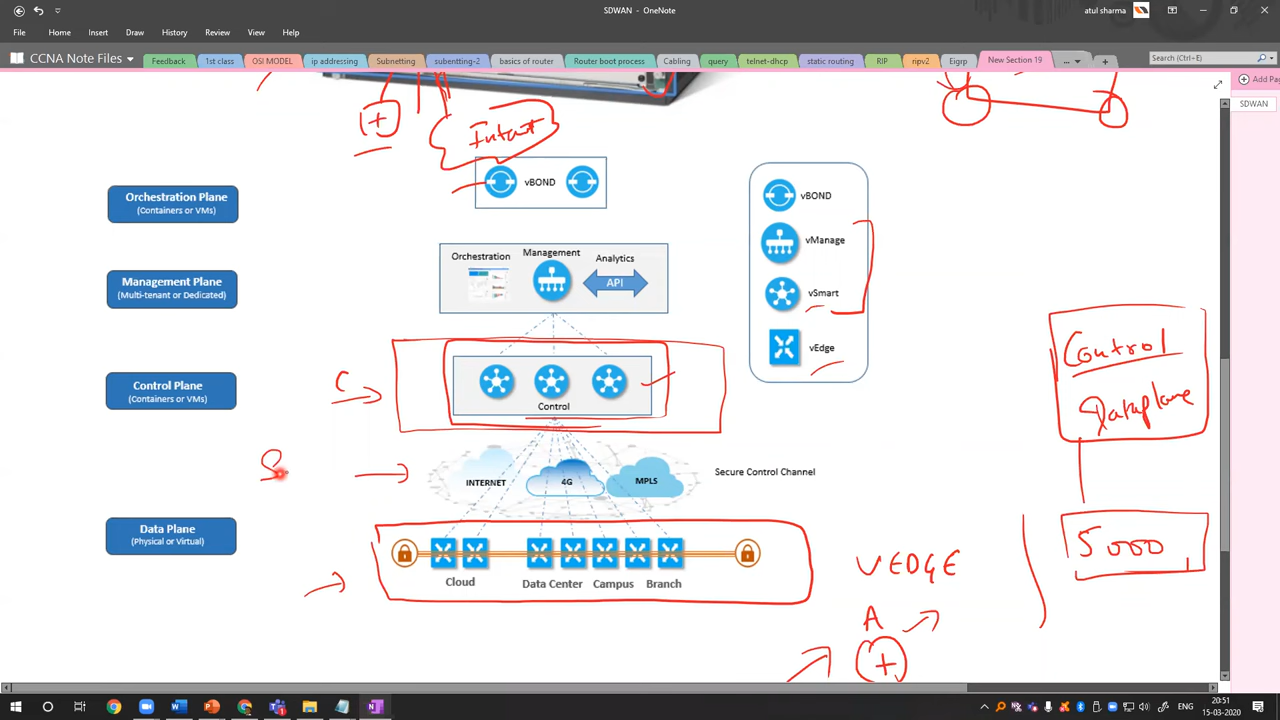 SDWAN - OneNote
atul sharma
File Home Insert Draw History Review View Help
CCNA Note Files
Feedback 1st class OSI MODEL ip addressing Subnetting subentting-2 basics of router Router boot process Cabling query telnet-dhcp static routing RIP ripv2 Eigrp New Section 19 ...
Search (Ctrl+E)
Add Pag
SDWAN
vBOND
Orchestration Plane
(Containers or VMs)
vBOND
vManage
vSmart
vEdge
Orchestration Management Analytics
API
Management Plane
(Multi-tenant or Dedicated)
Control
Dataplane
5000
C
Control
Control Plane
(Containers or VMs)
S
INTERNET 4G MPLS
Secure Control Channel
Data Plane
(Physical or Virtual)
Cloud Data Center Campus Branch
VEDGE
A
ENG 20:51
15-03-2020